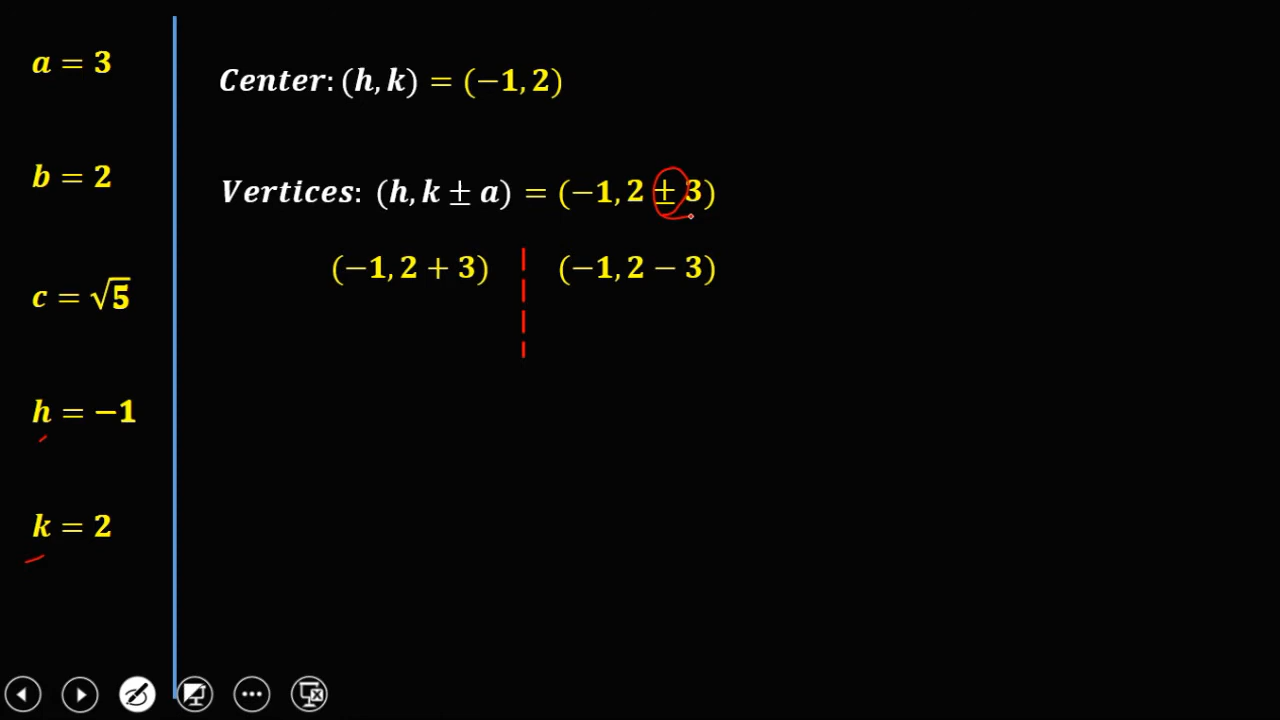 a = 3
b = 2
c = √5
h = −1
k = 2
Center: (h, k) = (−1, 2)
Vertices: (h, k ± a) = (−1, 2 ± 3)
(−1, 2 + 3) (−1, 2 − 3)